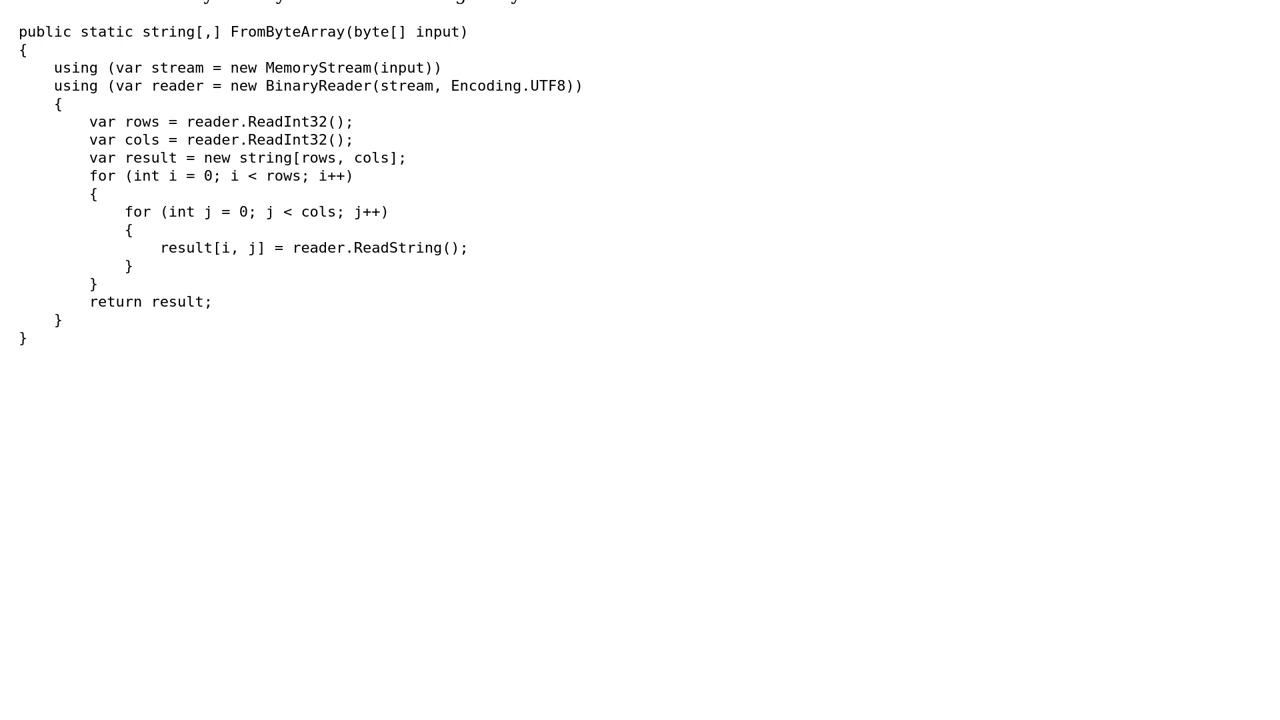 public static string[,] FromByteArray(byte[] input)
{
    using (var stream = new MemoryStream(input))
    using (var reader = new BinaryReader(stream, Encoding.UTF8))
    {
        var rows = reader.ReadInt32();
        var cols = reader.ReadInt32();
        var result = new string[rows, cols];
        for (int i = 0; i < rows; i++)
        {
            for (int j = 0; j < cols; j++)
            {
                result[i, j] = reader.ReadString();
            }
        }
        return result;
    }
}